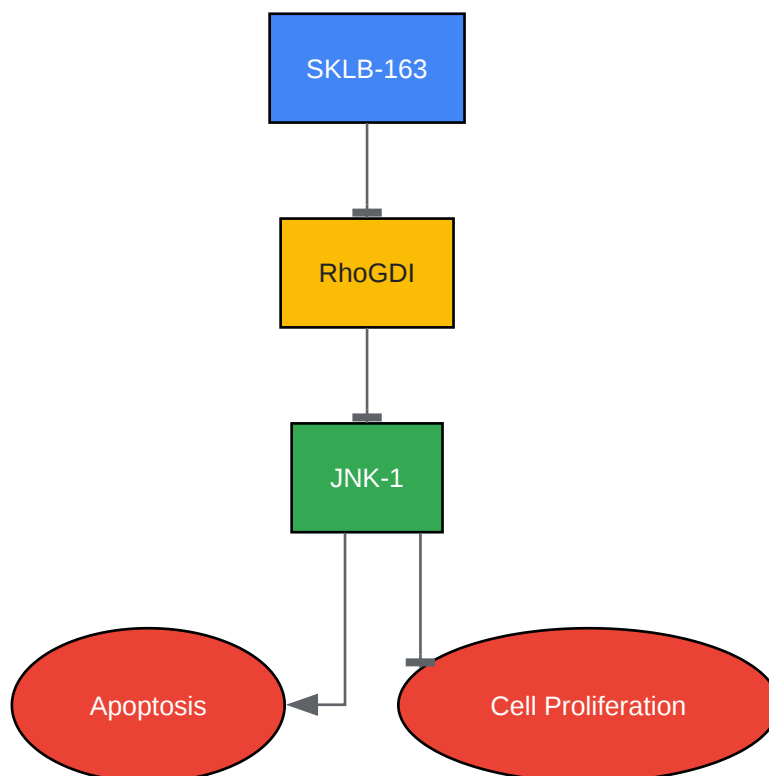 SKLB-163
RhoGDI
JNK-1
Apoptosis
Cell Proliferation